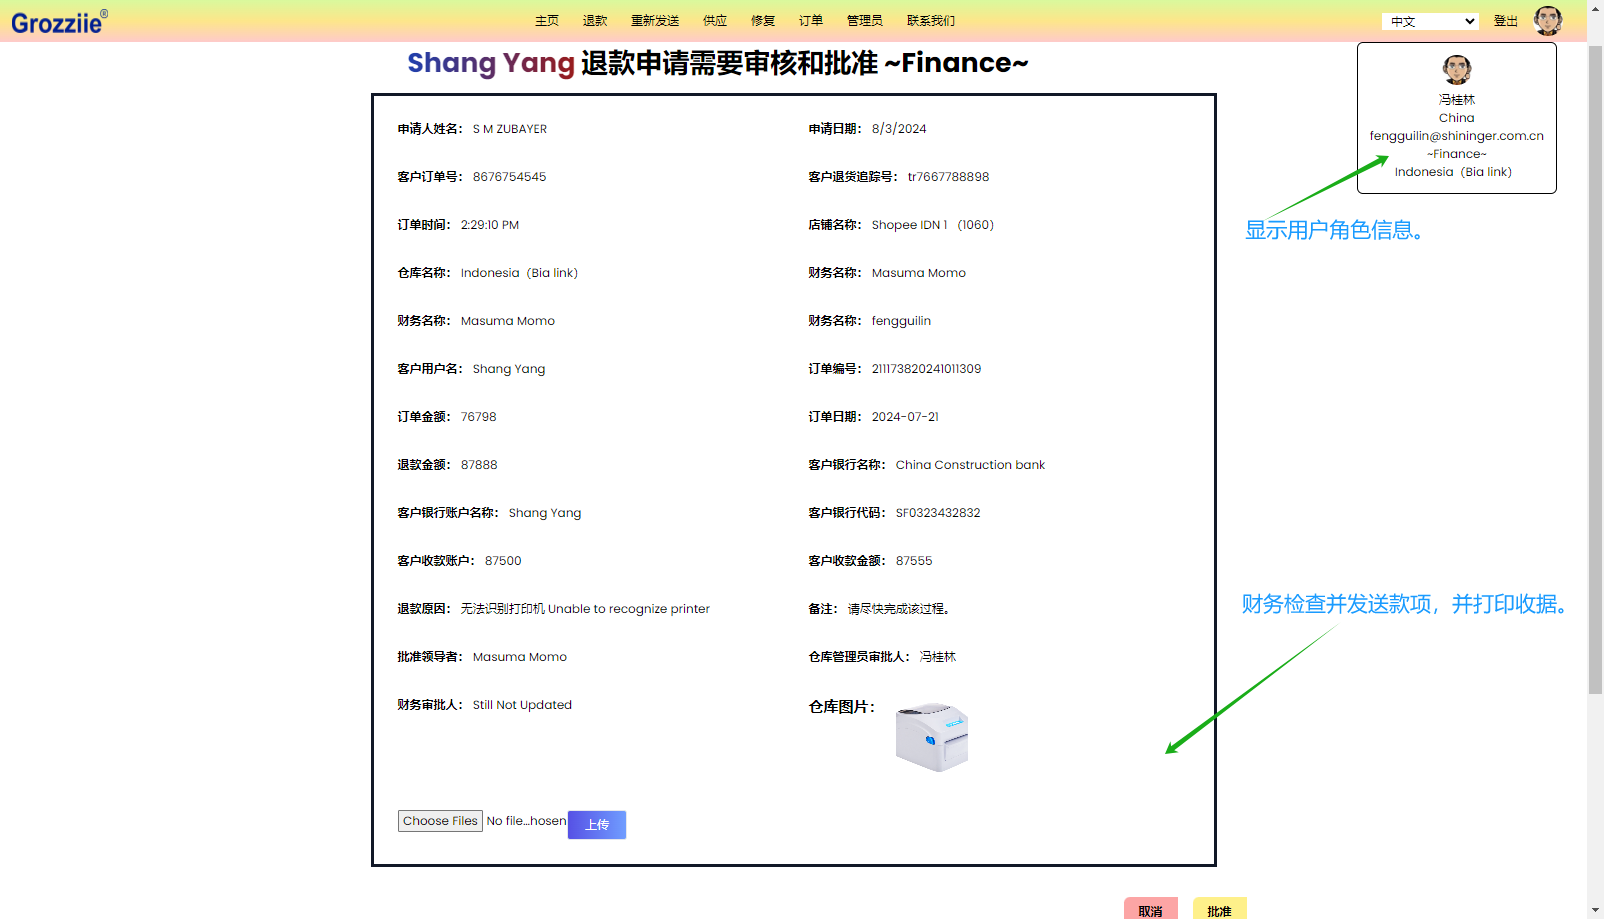 Grozziie®
主页 退款 重新发送 供应 修复 订单 管理员 联系我们
中文 登出
Shang Yang 退款申请需要审核和批准 ~Finance~
冯桂林
China
fengguilin@shininger.com.cn
~Finance~
Indonesia（Bia link）
显示用户角色信息。
申请人姓名： S M ZUBAYER 申请日期： 8/3/2024
客户订单号： 8676754545 客户退货追踪号： tr7667788898
订单时间： 2:29:10 PM 店铺名称： Shopee IDN 1 （1060）
仓库名称： Indonesia（Bia link） 财务名称： Masuma Momo
财务名称： Masuma Momo 财务名称： fengguilin
客户用户名： Shang Yang 订单编号： 211173820241011309
订单金额： 76798 订单日期： 2024-07-21
退款金额： 87888 客户银行名称： China Construction bank
客户银行账户名称： Shang Yang 客户银行代码： SF0323432832
客户收款账户： 87500 客户收款金额： 87555
退款原因： 无法识别打印机 Unable to recognize printer 备注： 请尽快完成该过程。
财务检查并发送款项，并打印收据。
批准领导者： Masuma Momo 仓库管理员审批人： 冯桂林
财务审批人： Still Not Updated 仓库图片：
Choose Files No file...hosen 上传
取消 批准